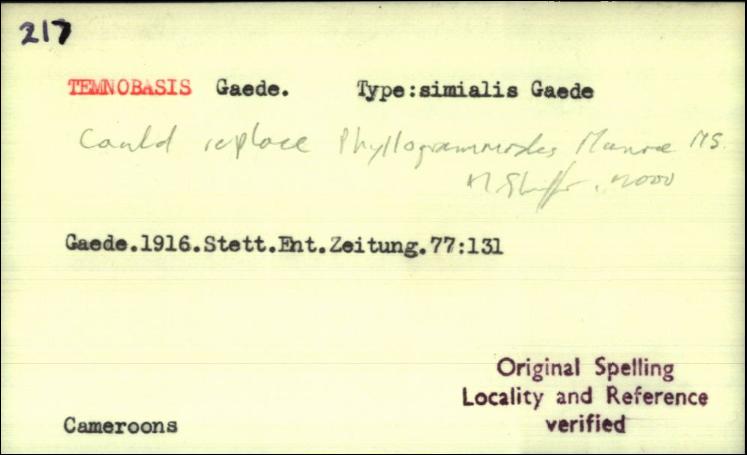 217
TEMNOBASIS Gaede. Type:simialis Gaede
Could replace Phyllogrammodes Munroe MS.
M. Shaffer. 2000
Gaede.1916.Stett.Ent.Zeitung.77:131
Original Spelling
Locality and Reference
verified
Cameroons